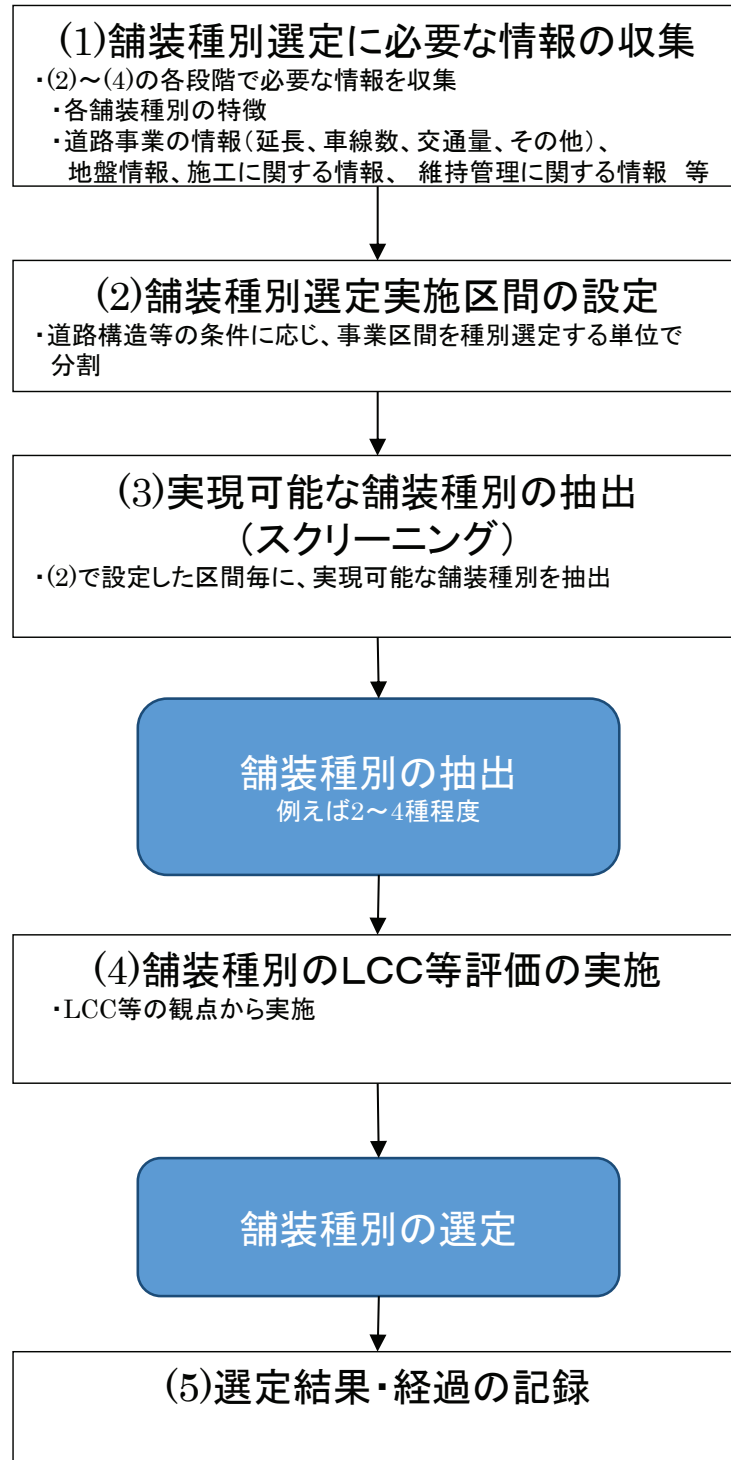 (1)舗装種別選定に必要な情報の収集
・(2)～(4)の各段階で必要な情報を収集
・各舗装種別の特徴
・道路事業の情報（延長、車線数、交通量、その他）、
地盤情報、施工に関する情報、 維持管理に関する情報 等
(2)舗装種別選定実施区間の設定
・道路構造等の条件に応じ、事業区間を種別選定する単位で
分割
(3)実現可能な舗装種別の抽出
（スクリーニング）
・(2)で設定した区間毎に、実現可能な舗装種別を抽出
舗装種別の抽出
例えば2～4種程度
(4)舗装種別のＬＣＣ等評価の実施
・LCC等の観点から実施
舗装種別の選定
(5)選定結果・経過の記録